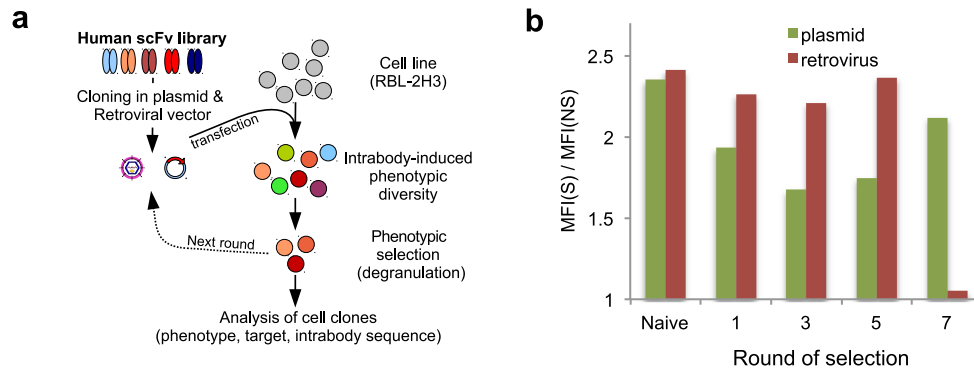 a
Human scFv library
Cloning in plasmid &
Retroviral vector
transfection
Cell line
(RBL-2H3)
Intrabody-induced
phenotypic
diversity
Next round
Phenotypic
selection
(degranulation)
Analysis of cell clones
(phenotype, target, intrabody sequence)
b
plasmid
retrovirus
MFI(S) / MFI(NS)
2.5
2
1.5
1
Naive 1 3 5 7
Round of selection